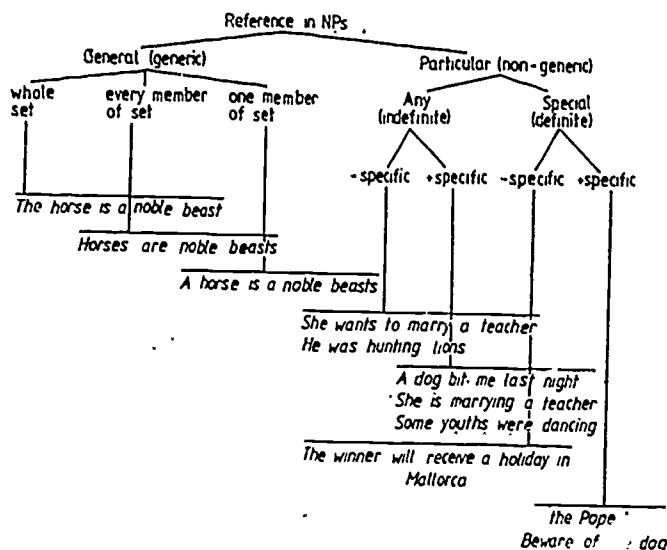 Reference in NPs
General (generic)
Particular (non-generic)
whole set
every member of set
one member of set
Any (indefinite)
Special (definite)
-specific
+specific
-specific
+specific
The horse is a noble beast
Horses are noble beasts
A horse is a noble beasts
She wants to marry a teacher
He was hunting lions
A dog bit me last night
She is marrying a teacher
Some youths were dancing
The winner will receive a holiday in
Mallorca
the Pope
Beware of dog